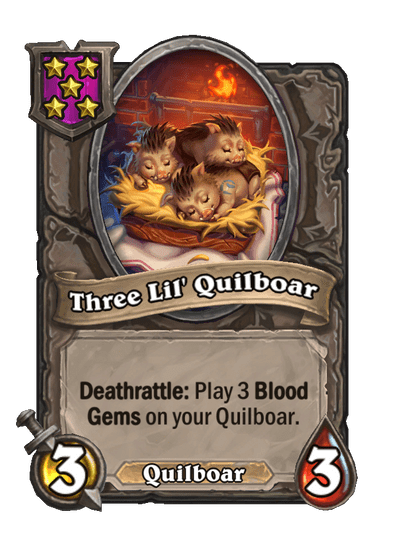 Three Lil' Quilboar
Deathrattle: Play 3 Blood
Gems on your Quilboar.
3
Quilboar
3